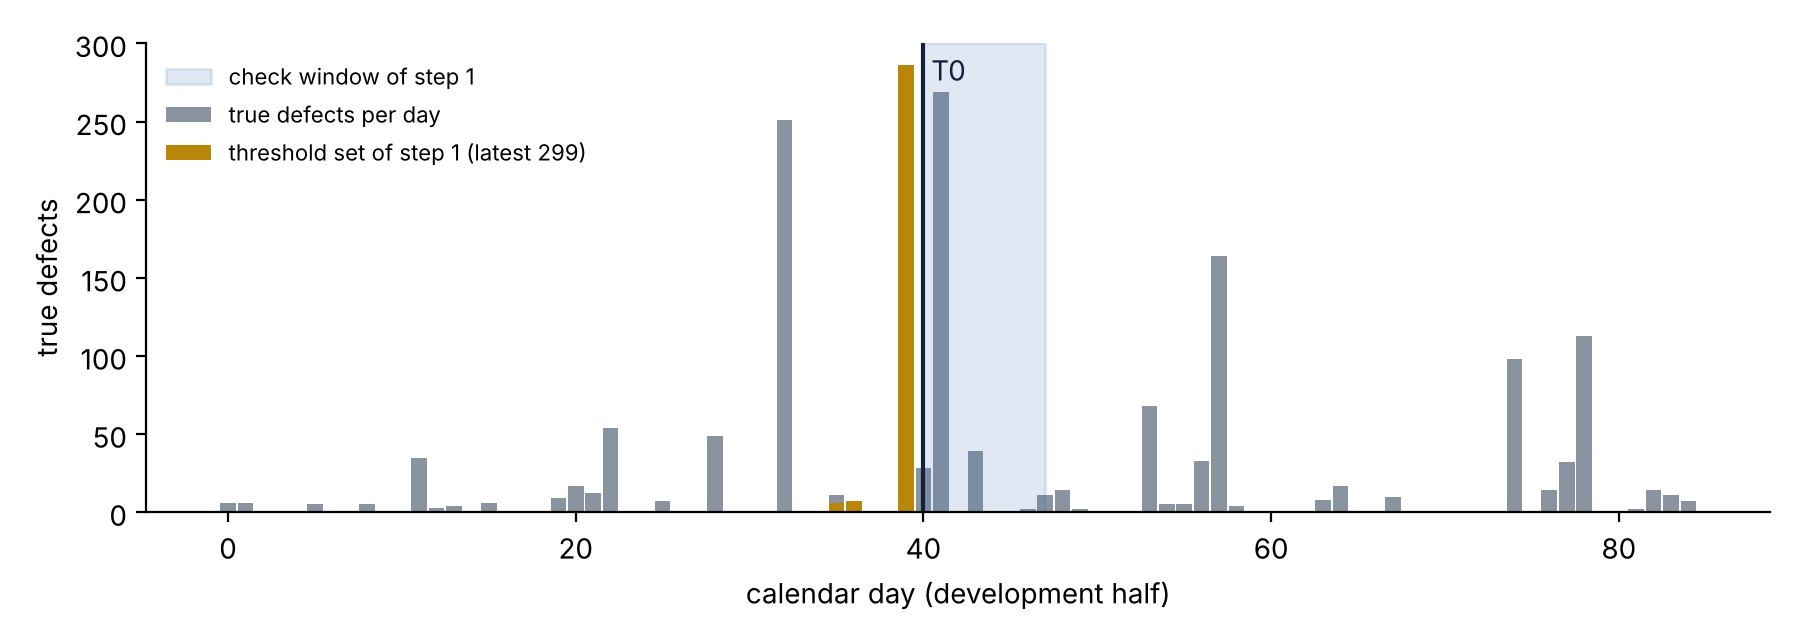 300
250
200
150
100
50
0
true defects
check window of step 1
true defects per day
threshold set of step 1 (latest 299)
T0
0 20 40 60 80
calendar day (development half)